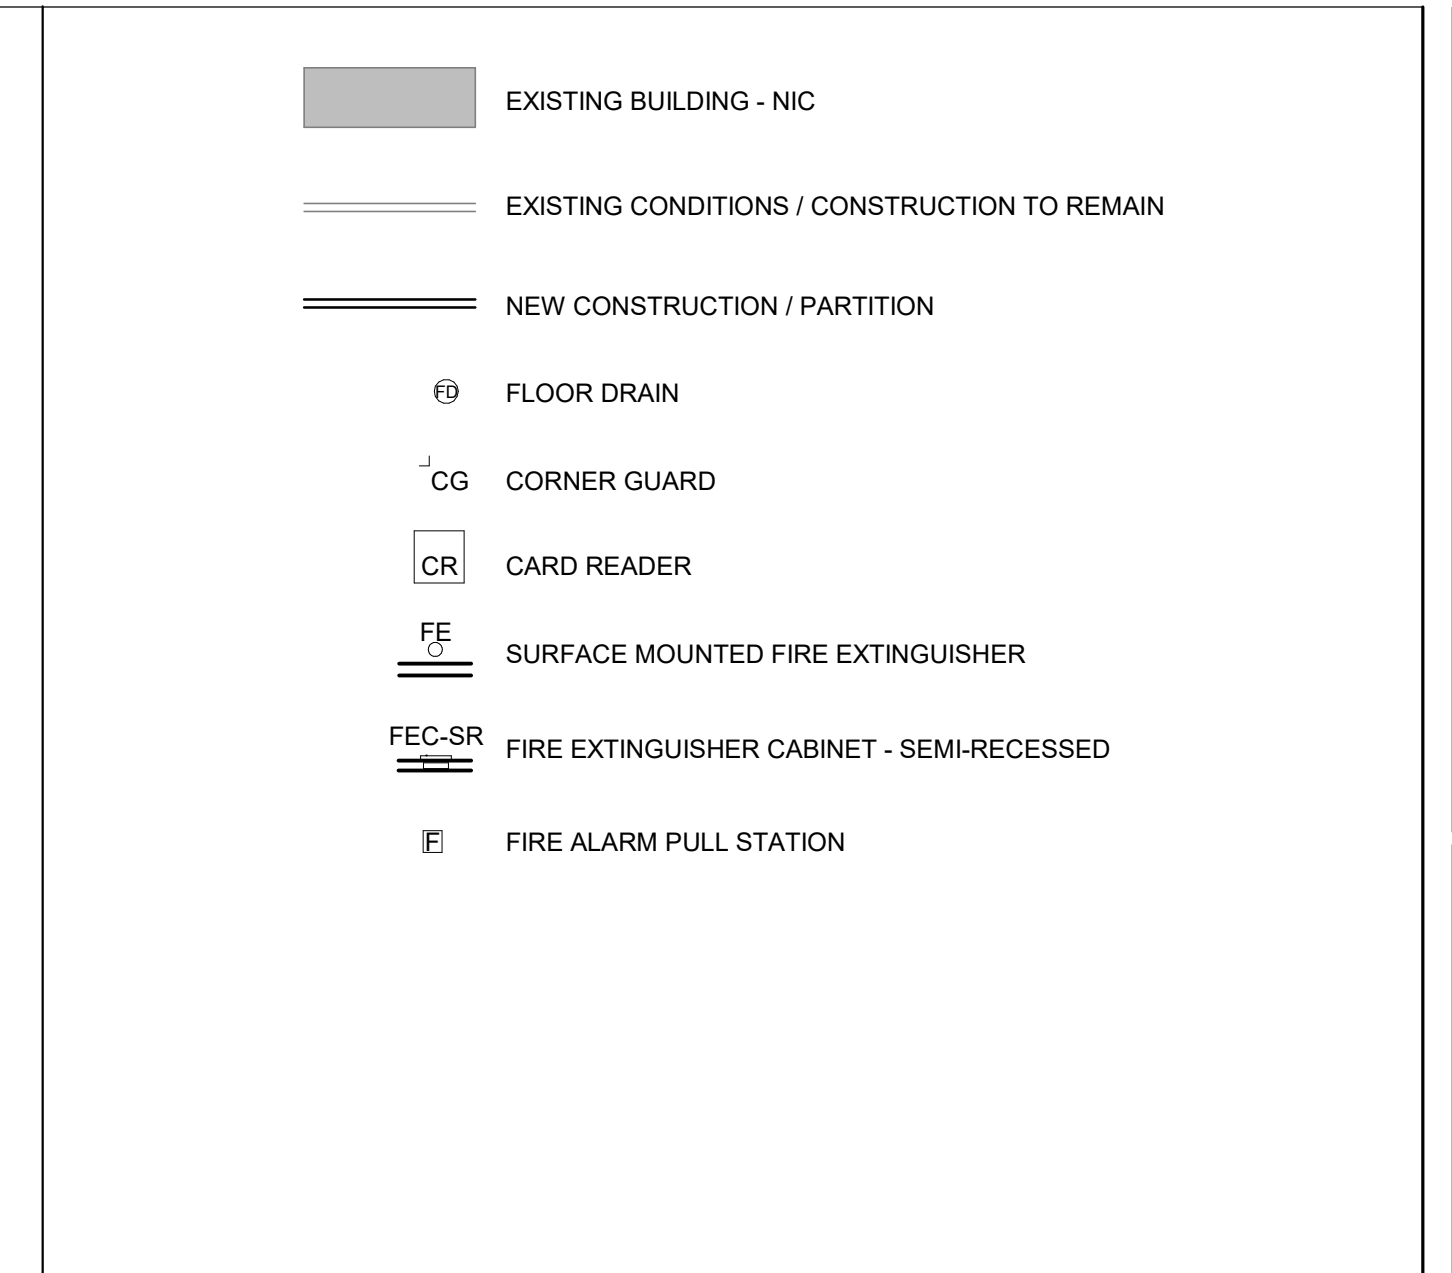 EXISTING BUILDING - NIC
EXISTING CONDITIONS / CONSTRUCTION TO REMAIN
NEW CONSTRUCTION / PARTITION
FD FLOOR DRAIN
CG CORNER GUARD
CR CARD READER
FE
SURFACE MOUNTED FIRE EXTINGUISHER
FEC-SR
FIRE EXTINGUISHER CABINET - SEMI-RECESSED
F FIRE ALARM PULL STATION